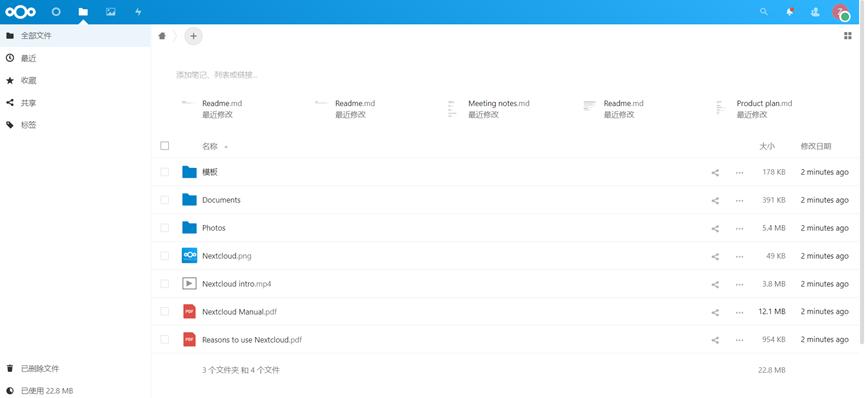 全部文件
最近
收藏
共享
标签
添加笔记、列表或链接...
Readme.md
最近修改
Readme.md
最近修改
Meeting notes.md
最近修改
Readme.md
最近修改
Product plan.md
最近修改
名称 大小 修改日期
模板 178 KB 2 minutes ago
Documents 391 KB 2 minutes ago
Photos 5.4 MB 2 minutes ago
Nextcloud.png 49 KB 2 minutes ago
Nextcloud intro.mp4 3.8 MB 2 minutes ago
PDF Nextcloud Manual.pdf 12.1 MB 2 minutes ago
PDF Reasons to use Nextcloud.pdf 954 KB 2 minutes ago
3 个文件夹 和 4 个文件 22.8 MB
已删除文件
已使用 22.8 MB